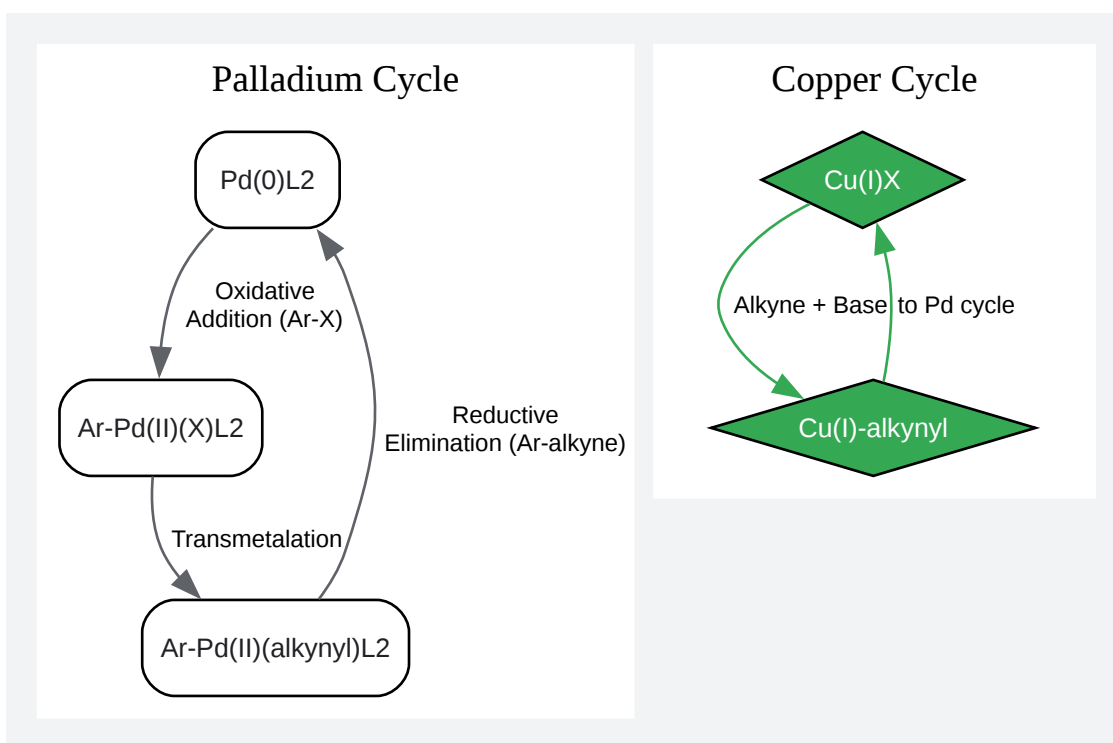 Palladium Cycle
Pd(0)L2
Oxidative
Addition (Ar-X)
Ar-Pd(II)(X)L2
Reductive
Elimination (Ar-alkyne)
Transmetalation
Ar-Pd(II)(alkynyl)L2
Copper Cycle
Cu(I)X
Alkyne + Base
to Pd cycle
Cu(I)-alkynyl